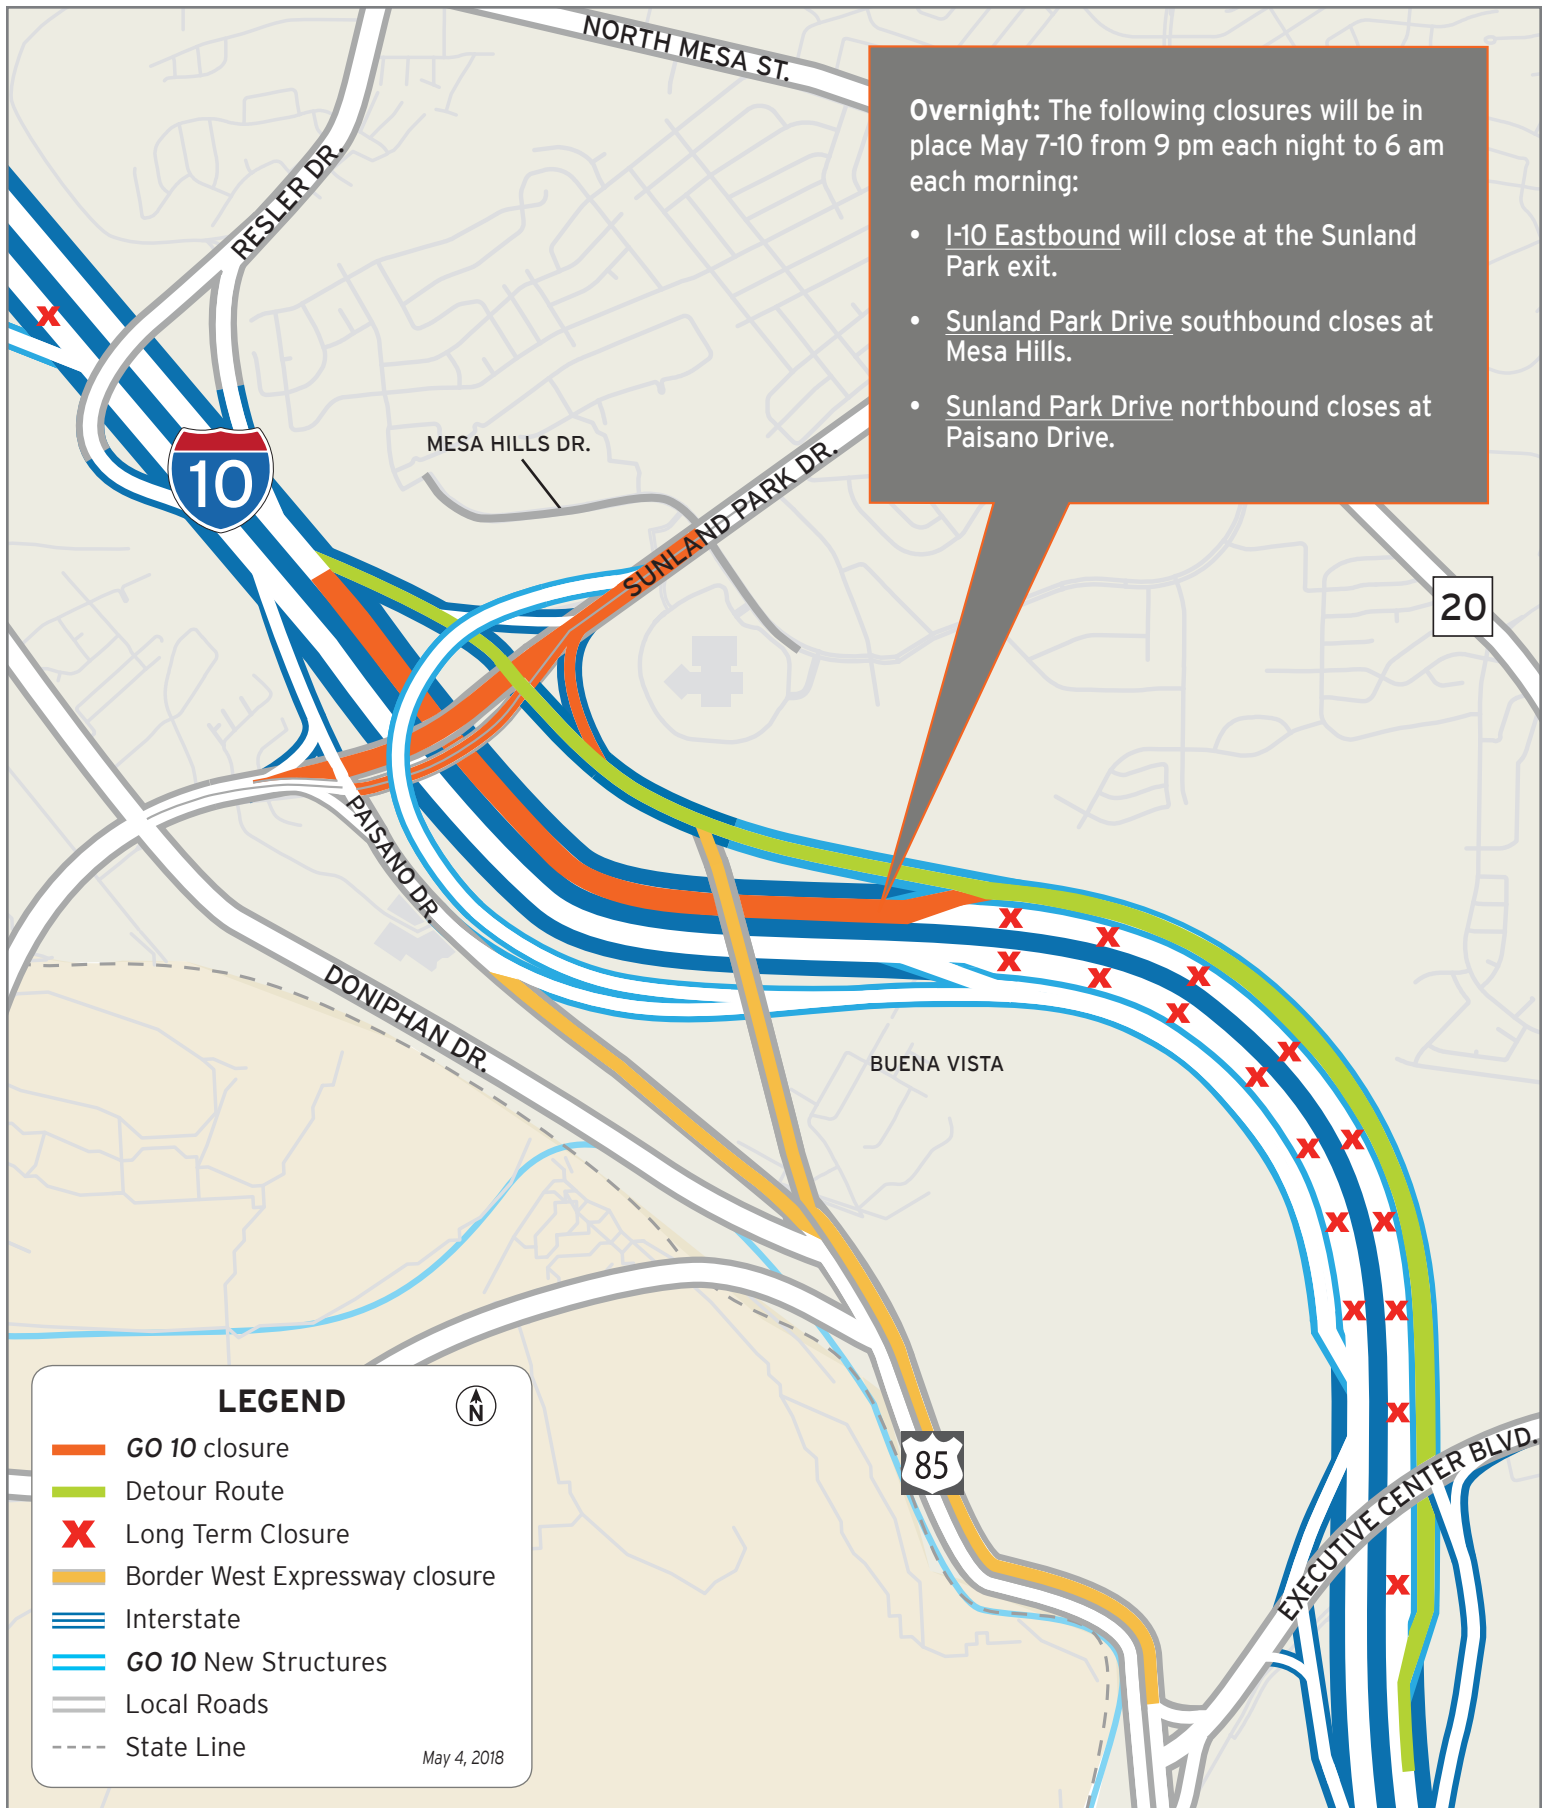 NORTH MESA ST.
Overnight: The following closures will be in
place May 7-10 from 9 pm each night to 6 am
each morning:
• I-10 Eastbound will close at the Sunland
Park exit.
• Sunland Park Drive southbound closes at
Mesa Hills.
• Sunland Park Drive northbound closes at
Paisano Drive.
RESLER DR.
10
MESA HILLS DR.
SUNLAND PARK DR.
20
PAISANO DR.
DONIPHAN DR.
BUENA VISTA
85
EXECUTIVE CENTER BLVD.
LEGEND
N
GO 10 closure
Detour Route
Long Term Closure
Border West Expressway closure
Interstate
GO 10 New Structures
Local Roads
State Line
May 4, 2018